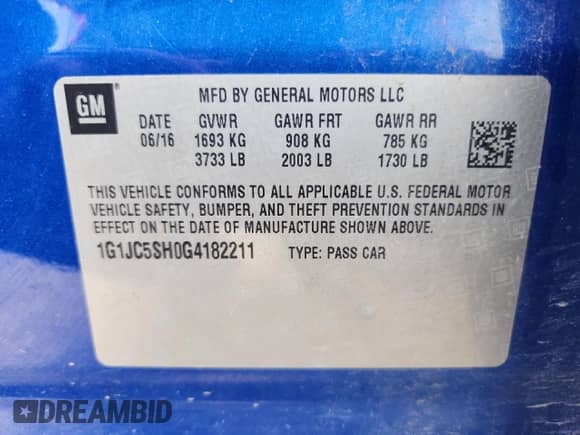 GM ®
MFD BY GENERAL MOTORS LLC
DATE GVWR GAWR FRT GAWR RR
06/16 1693 KG 908 KG 785 KG
3733 LB 2003 LB 1730 LB
THIS VEHICLE CONFORMS TO ALL APPLICABLE U.S. FEDERAL MOTOR
VEHICLE SAFETY, BUMPER, AND THEFT PREVENTION STANDARDS IN
EFFECT ON THE DATE OF MANUFACTURE SHOWN ABOVE.
1G1JC5SH0G4182211 TYPE: PASS CAR
DREAMBID